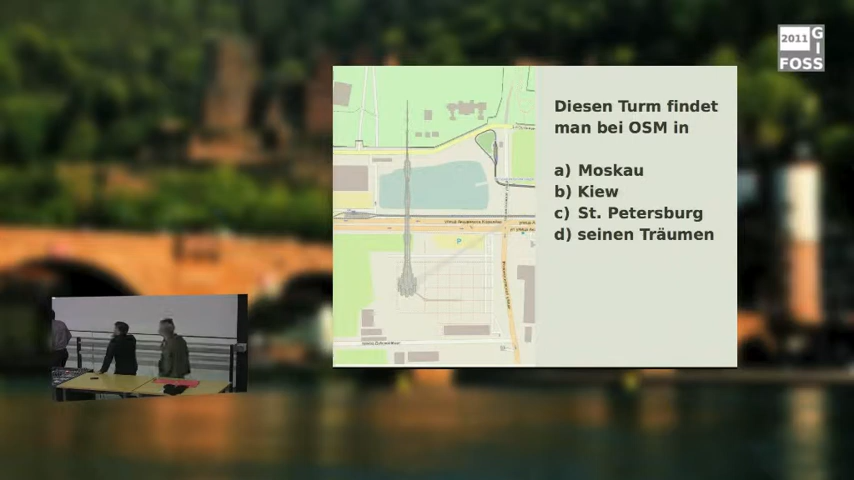 2011 G
I
FOSS
Diesen Turm findet
man bei OSM in
a) Moskau
b) Kiew
c) St. Petersburg
d) seinen Träumen
P